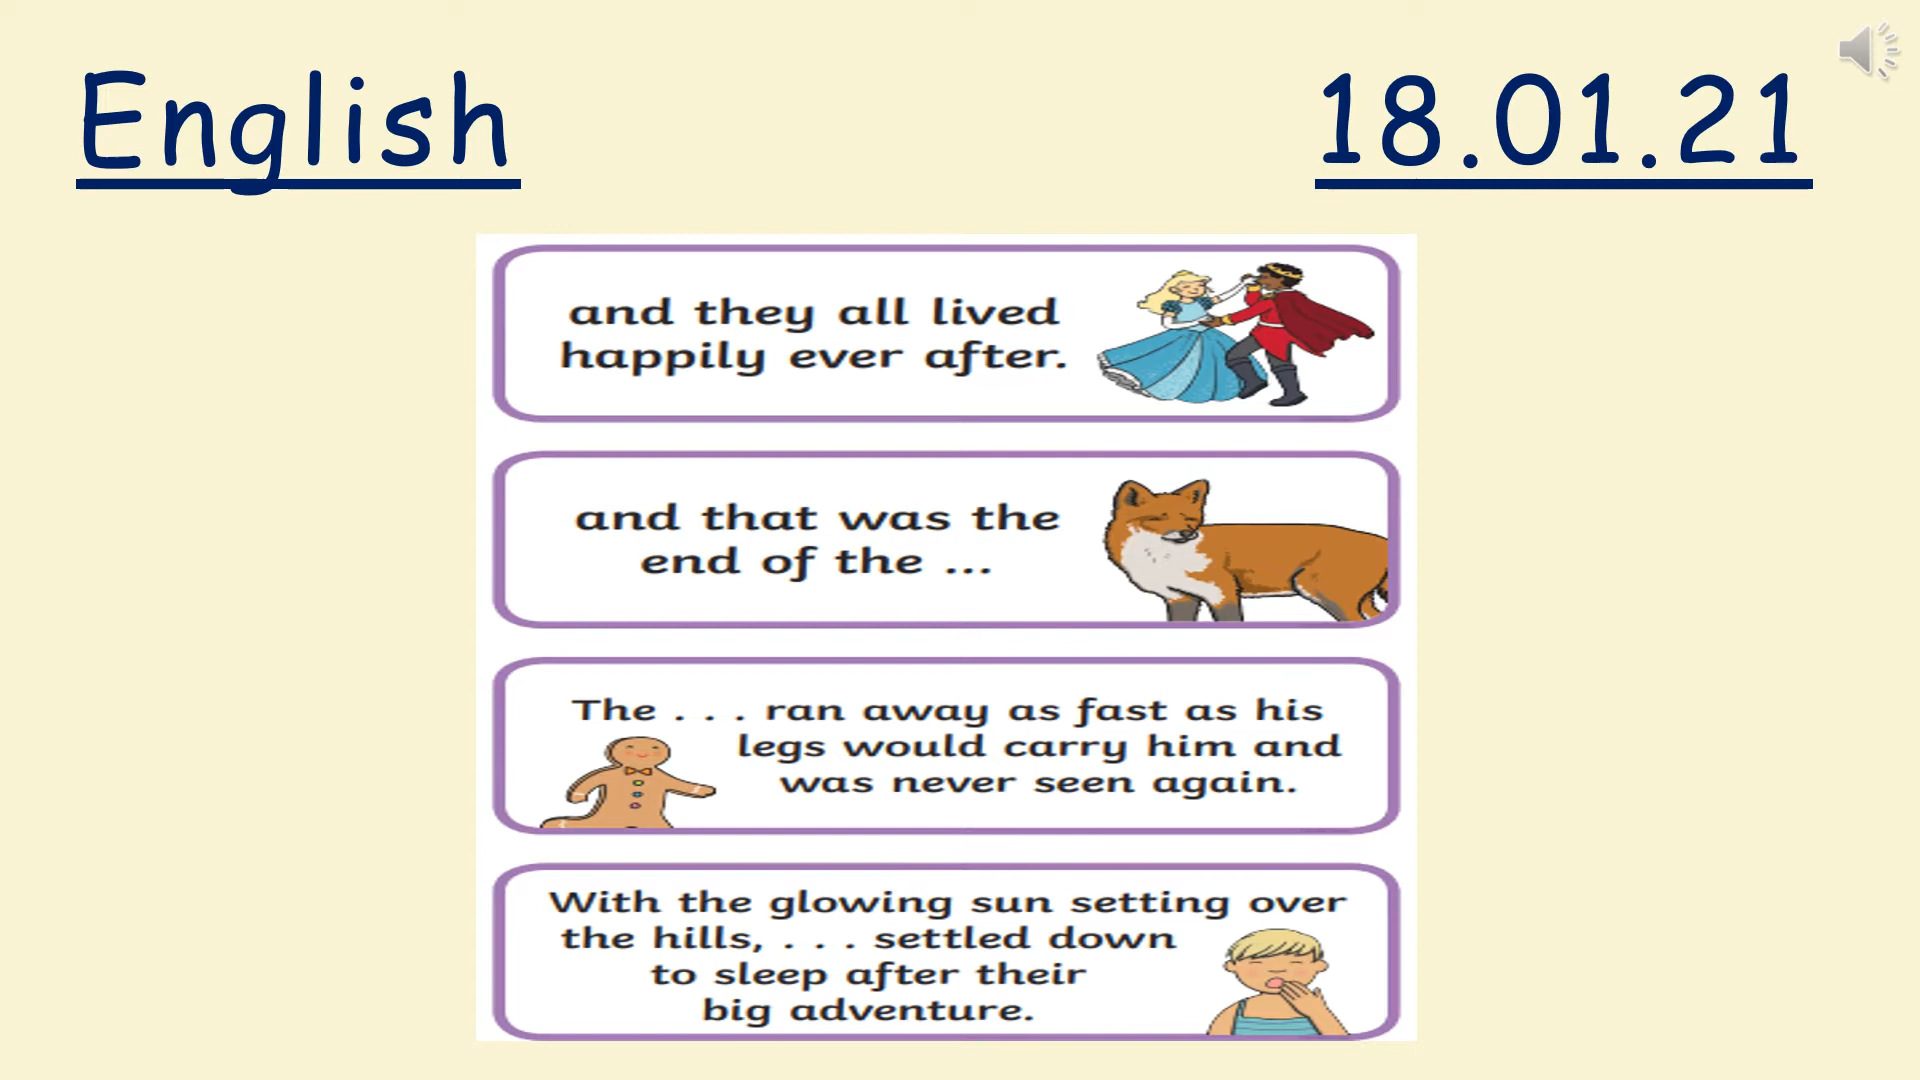 English
18.01.21
and they all lived
happily ever after.
and that was the
end of the ...
The . . . ran away as fast as his
legs would carry him and
was never seen again.
With the glowing sun setting over
the hills, . . . settled down
to sleep after their
big adventure.